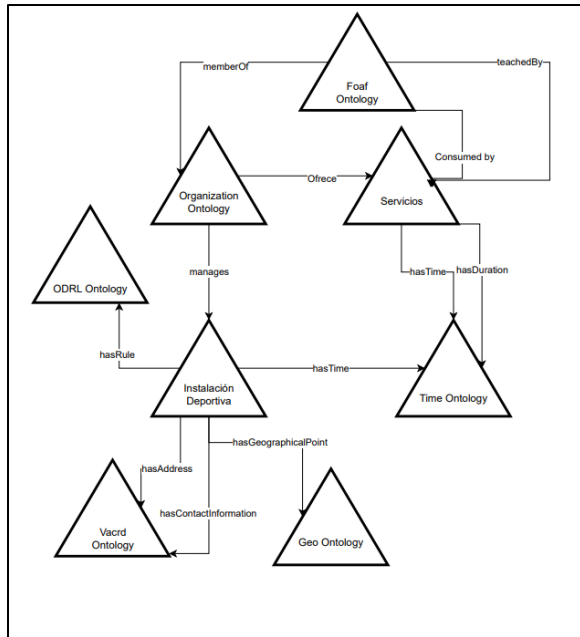 memberOf
Foaf
Ontology
teachedBy
Consumed by
Organization
Ontology
Ofrece
Servicios
manages
hasTime
hasDuration
ODRL Ontology
hasRule
Instalación
Deportiva
hasTime
Time Ontology
hasAddress
hasGeographicalPoint
hasContactInformation
Vacrd
Ontology
Geo Ontology